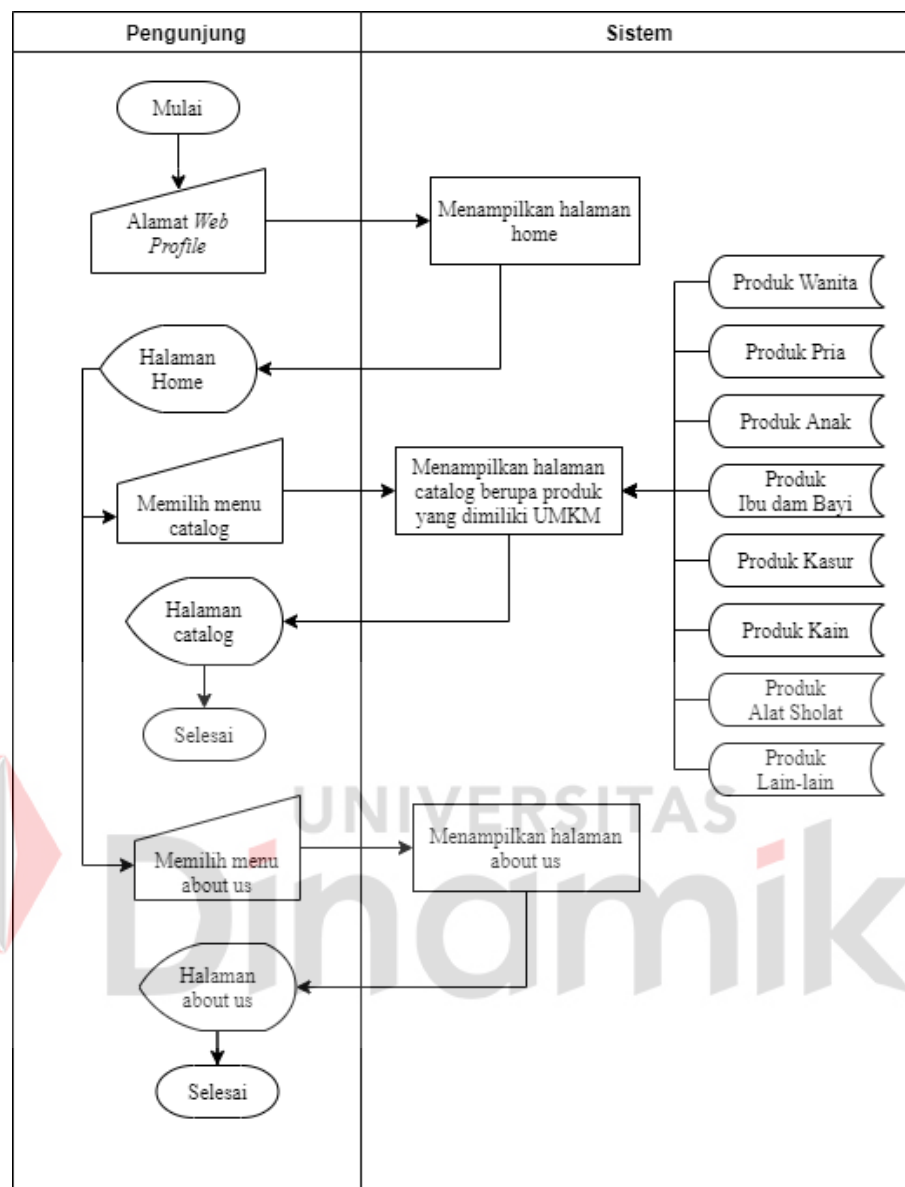 Pengunjung
Sistem
Mulai
Alamat Web
Profile
Menampilkan halaman
home
Produk Wanita
Halaman
Home
Produk Pria
Produk Anak
Memilih menu
catalog
Menampilkan halaman
catalog berupa produk
yang dimiliki UMKM
Produk
Ibu dam Bayi
Produk Kasur
Halaman
catalog
Produk Kain
Selesai
Produk
Alat Sholat
Produk
Lain-lain
UNIVERSITAS
Dinamika
Memilih menu
about us
Menampilkan halaman
about us
Halaman
about us
Selesai